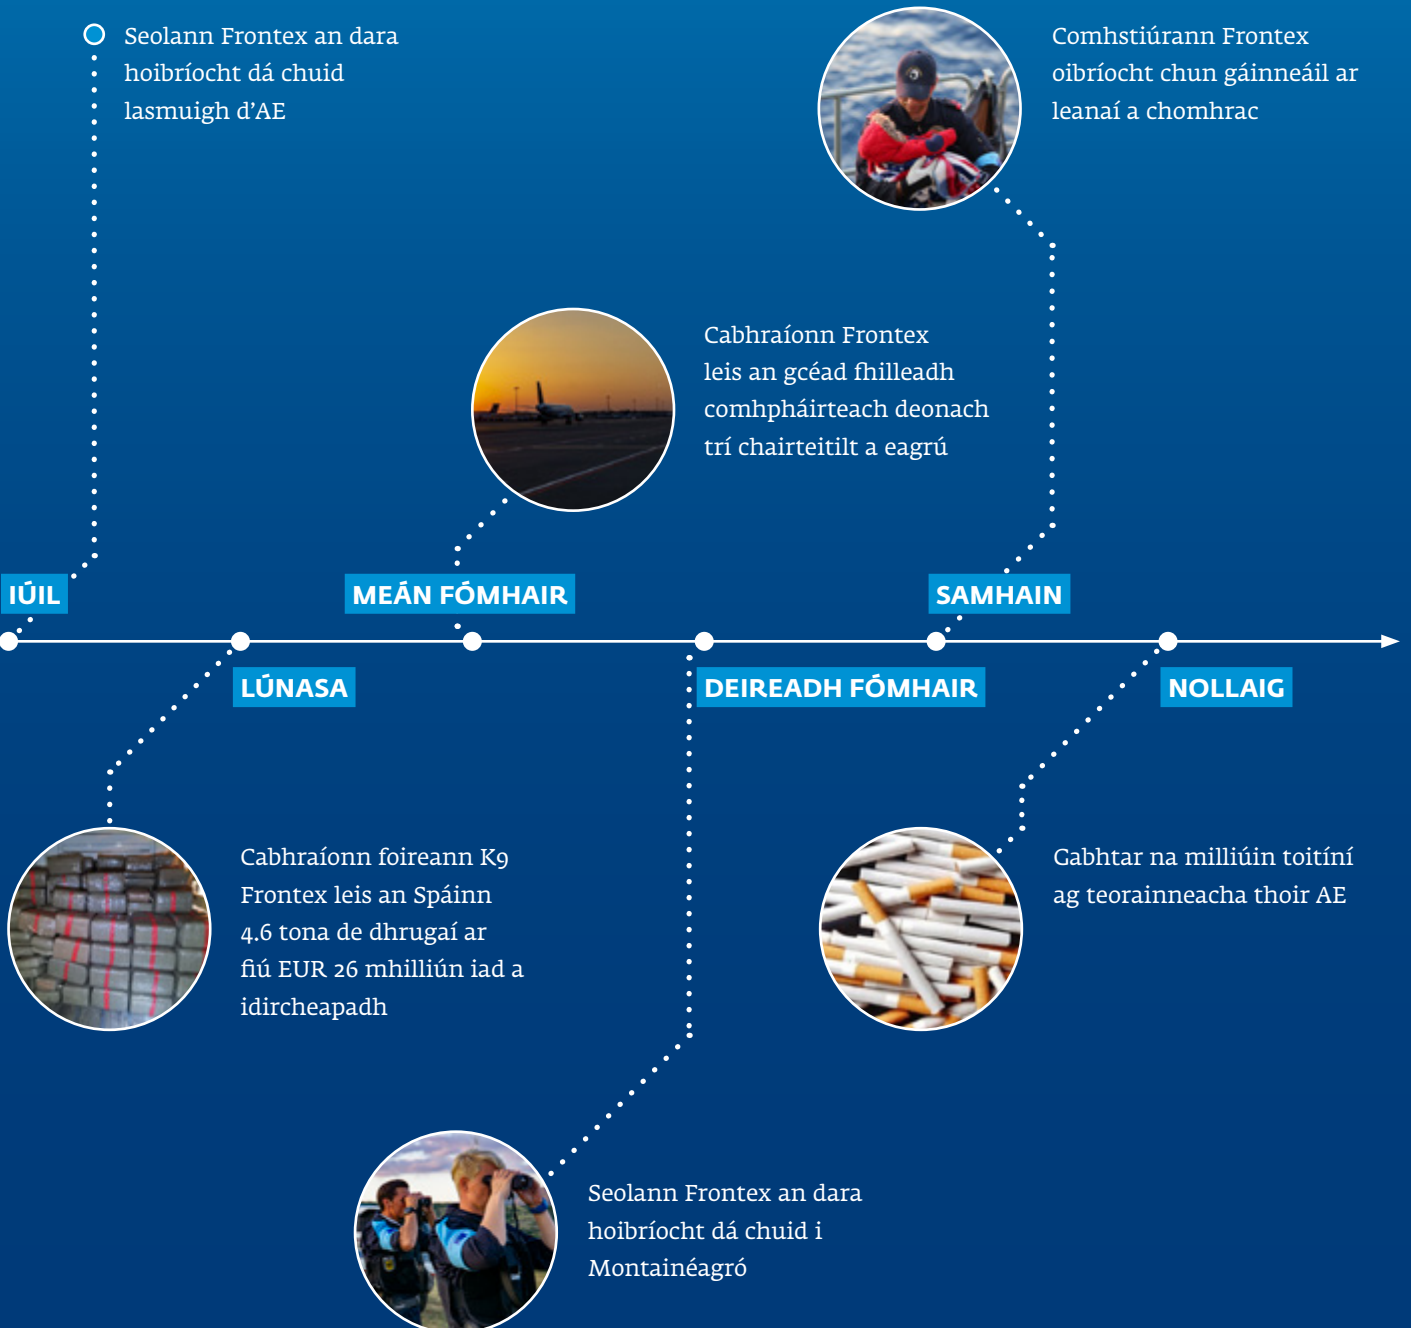 Seolann Frontex an dara
hoibríocht dá chuid
lasmuigh d'AE
Comhstiúrann Frontex
oibríocht chun gáinneáil ar
leanaí a chomhrac
Cabhraíonn Frontex
leis an gcéad fhilleadh
comhpháirteach deonach
trí chairteitilt a eagrú
IÚIL
MEÁN FÓMHAIR
SAMHAIN
LÚNASA
DEIREADH FÓMHAIR
NOLLAIG
Cabhraíonn foireann K9
Frontex leis an Spáinn
4.6 tona de dhrugaí ar
fiú EUR 26 mhilliún iad a
idircheapadh
Gabhtar na milliúin toitíní
ag teorainneacha thoir AE
Seolann Frontex an dara
hoibríocht dá chuid i
Montainéagró